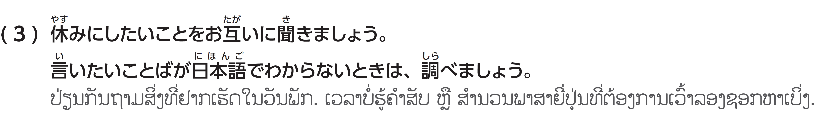 (3) 休みにしたいことをお互いに聞きましょう。
言いたいことばが日本語でわからないときは、調べましょう。
ປ່ຽນກັນຖາມສິ່ງທີ່ຢາກເຮັດໃນວັນພັກ. ເວລາບໍ່ຮູ້ຄຳສັບ ຫຼື ສຳນວນພາສາຍີ່ປຸ່ນທີ່ຕ້ອງການເວົ້າລອງຊອກຫາເບິ່ງ.